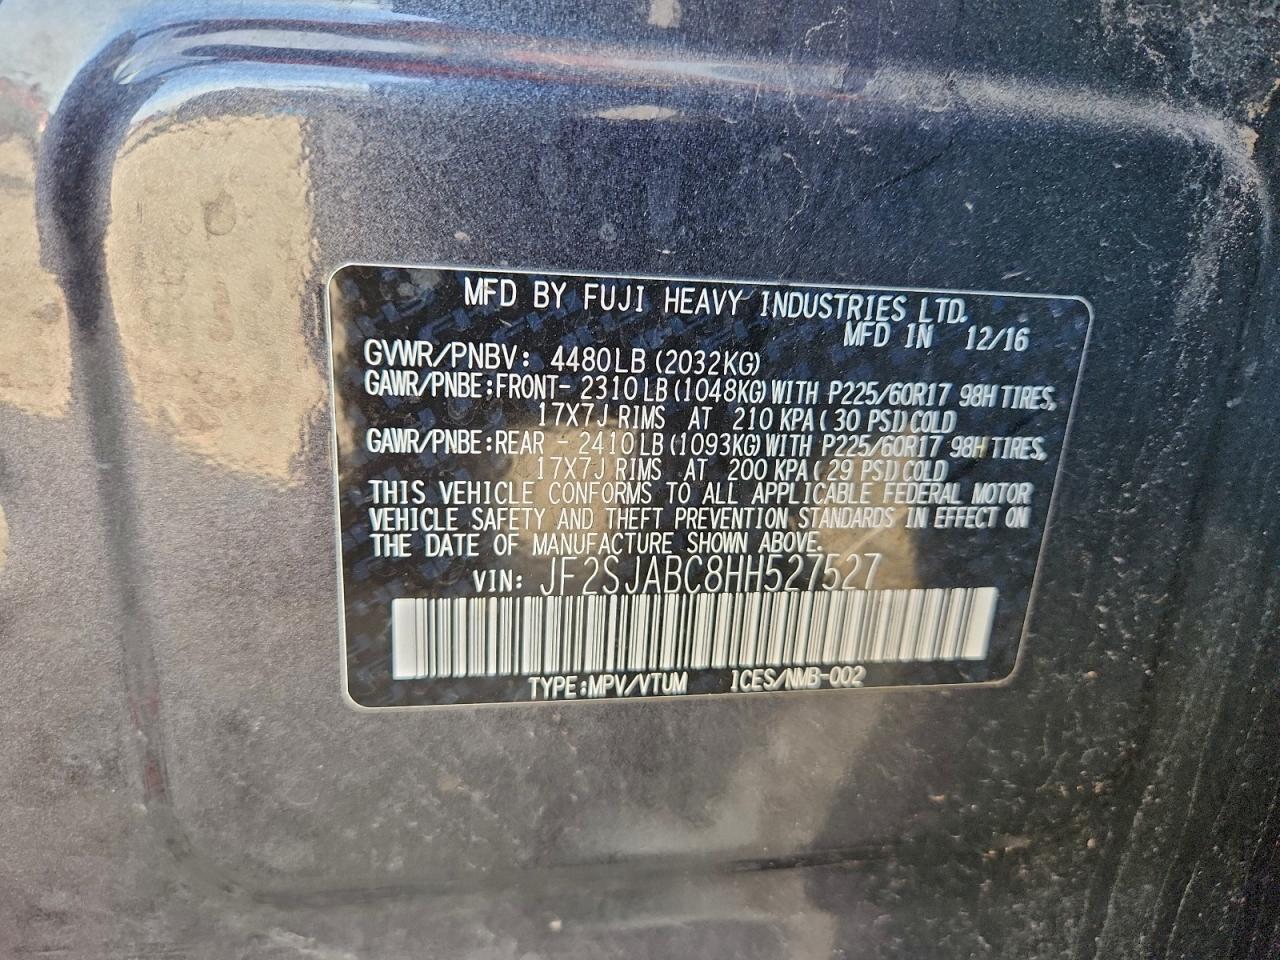 MFD BY FUJI HEAVY INDUSTRIES LTD.
MFD IN 12/16
GVWR/PNBV: 4480LB (2032KG)
GAWR/PNBE: FRONT- 2310LB (1048KG) WITH P225/60R17 98H TIRES,
17X7J RIMS AT 210 KPA (30 PSI) COLD
GAWR/PNBE: REAR - 2410LB (1093KG) WITH P225/60R17 98H TIRES,
17X7J RIMS AT 200 KPA (29 PSI) COLD
THIS VEHICLE CONFORMS TO ALL APPLICABLE FEDERAL MOTOR
VEHICLE SAFETY AND THEFT PREVENTION STANDARDS IN EFFECT ON
THE DATE OF MANUFACTURE SHOWN ABOVE.
VIN: JF2SJABC8HH527527
TYPE:MPV/VTUM ICES/NMB-002